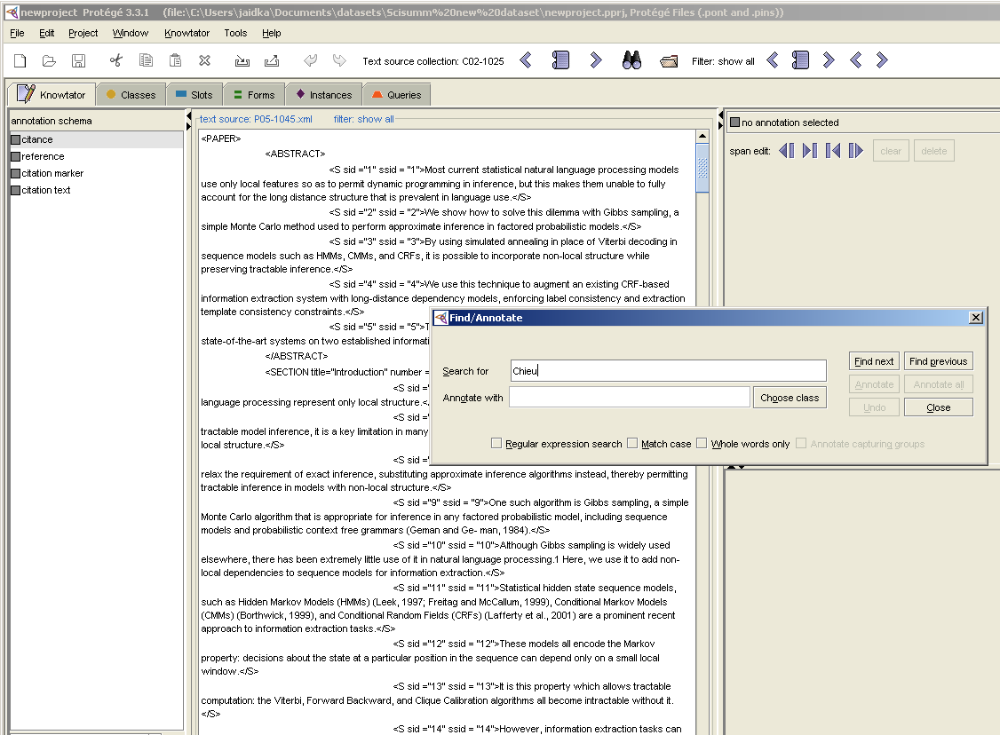 newproject Protégé 3.3.1 (file:\C:\Users\jaidka\Documents\datasets\Scisumm%20new%20dataset\newproject.pprj, Protégé Files (.pont and .pins))
File Edit Project Window Knowtator Tools Help
Text source collection: C02-1025 Filter: show all
Knowtator Classes Slots Forms Instances Queries
annotation schema
citance
reference
citation marker
citation text
text source: P05-1045.xml filter: show all
<PAPER>
<ABSTRACT>
<S sid ="1" ssid = "1">Most current statistical natural language processing models
use only local features so as to permit dynamic programming in inference, but this makes them unable to fully
account for the long distance structure that is prevalent in language use.</S>
<S sid ="2" ssid = "2">We show how to solve this dilemma with Gibbs sampling, a
simple Monte Carlo method used to perform approximate inference in factored probabilistic models.</S>
<S sid ="3" ssid = "3">By using simulated annealing in place of Viterbi decoding in
sequence models such as HMMs, CMMs, and CRFs, it is possible to incorporate non-local structure while
preserving tractable inference.</S>
<S sid ="4" ssid = "4">We use this technique to augment an existing CRF-based
information extraction system with long-distance dependency models, enforcing label consistency and extraction
template consistency constraints.</S>
<S sid ="5" ssid = "5">T
state-of-the-art systems on two established informati
</ABSTRACT>
<SECTION title="Introduction" number =
<S sid ="
language processing represent only local structure.<
<S sid ="
tractable model inference, it is a key limitation in many
local structure.</S>
<S sid ="
relax the requirement of exact inference, substituting approximate inference algorithms instead, thereby permitting
tractable inference in models with non-local structure.</S>
<S sid ="9" ssid = "9">One such algorithm is Gibbs sampling, a simple
Monte Carlo algorithm that is appropriate for inference in any factored probabilistic model, including sequence
models and probabilistic context free grammars (Geman and Ge- man, 1984).</S>
<S sid ="10" ssid = "10">Although Gibbs sampling is widely used
elsewhere, there has been extremely little use of it in natural language processing.1 Here, we use it to add non-
local dependencies to sequence models for information extraction.</S>
<S sid ="11" ssid = "11">Statistical hidden state sequence models,
such as Hidden Markov Models (HMMs) (Leek, 1997; Freitag and McCallum, 1999), Conditional Markov Models
(CMMs) (Borthwick, 1999), and Conditional Random Fields (CRFs) (Lafferty et al., 2001) are a prominent recent
approach to information extraction tasks.</S>
<S sid ="12" ssid = "12">These models all encode the Markov
property: decisions about the state at a particular position in the sequence can depend only on a small local
window.</S>
<S sid ="13" ssid = "13">It is this property which allows tractable
computation: the Viterbi, Forward Backward, and Clique Calibration algorithms all become intractable without it.
</S>
<S sid ="14" ssid = "14">However, information extraction tasks can
no annotation selected
span edit: clear delete
Find/Annotate
Search for Chieu Find next Find previous
Annotate with Choose class Annotate Annotate all
Undo Close
Regular expression search Match case Whole words only Annotate capturing groups